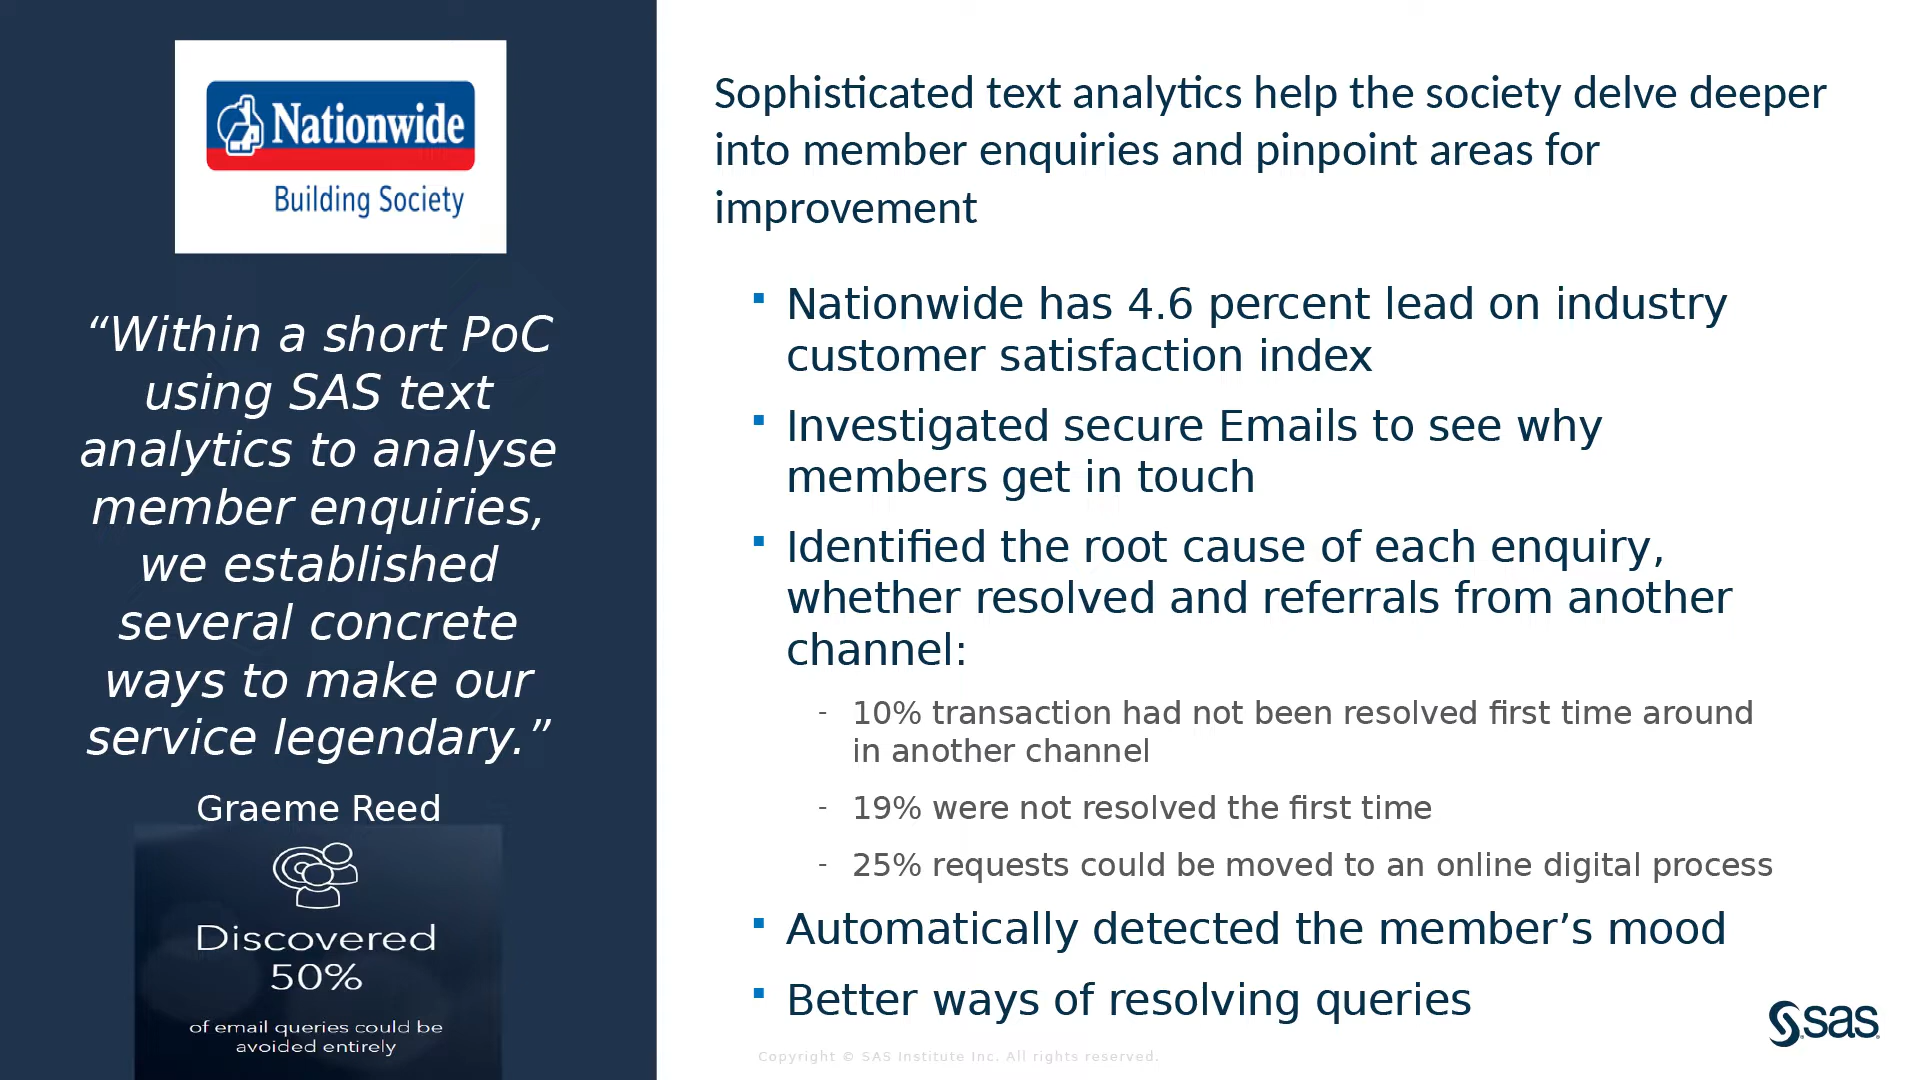 Nationwide
Building Society
“Within a short PoC
using SAS text
analytics to analyse
member enquiries,
we established
several concrete
ways to make our
service legendary.”
Graeme Reed
Discovered
50%
of email queries could be
avoided entirely
Sophisticated text analytics help the society delve deeper
into member enquiries and pinpoint areas for
improvement
▪ Nationwide has 4.6 percent lead on industry
customer satisfaction index
▪ Investigated secure Emails to see why
members get in touch
▪ Identified the root cause of each enquiry,
whether resolved and referrals from another
channel:
- 10% transaction had not been resolved first time around
in another channel
- 19% were not resolved the first time
- 25% requests could be moved to an online digital process
▪ Automatically detected the member’s mood
▪ Better ways of resolving queries
sas
Copyright © SAS Institute Inc. All rights reserved.